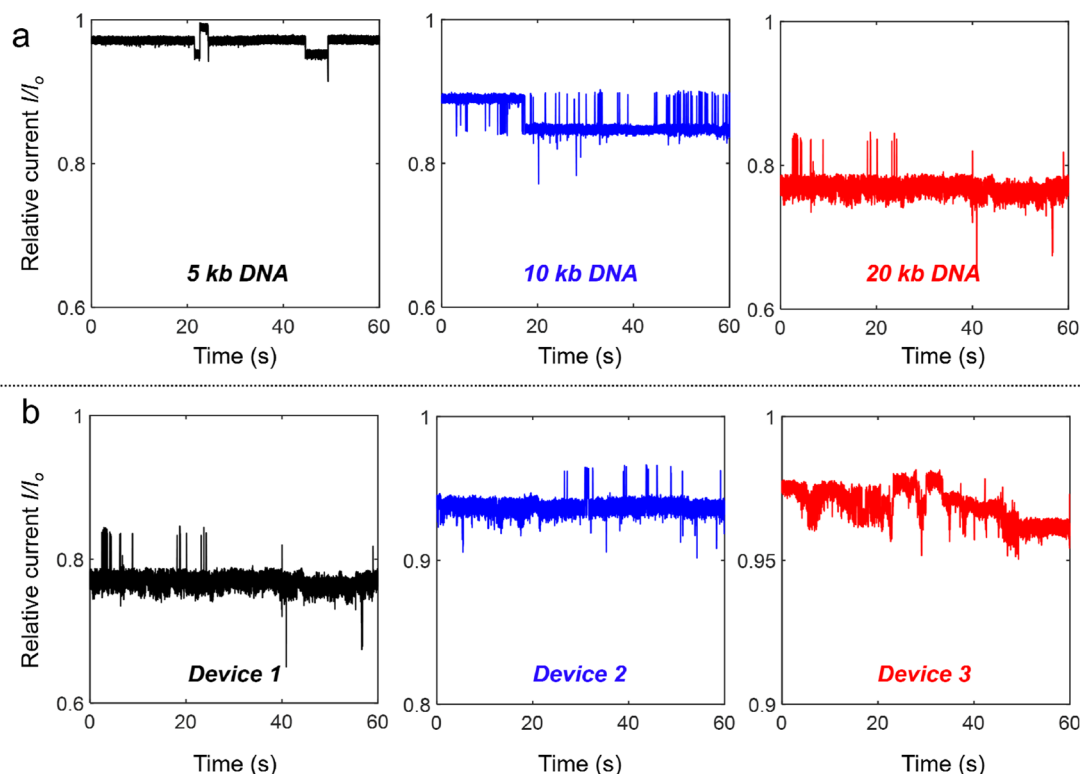 a
Relative current I/Io
1
0.8
0.6
0
20
40
60
5 kb DNA
Time (s)
1
0.8
0.6
0
20
40
60
10 kb DNA
Time (s)
1
0.8
0.6
0
20
40
60
20 kb DNA
Time (s)
b
Relative current I/Io
1
0.8
0.6
0
20
40
60
Device 1
Time (s)
1
0.9
0.8
0
20
40
60
Device 2
Time (s)
1
0.95
0.9
0
20
40
60
Device 3
Time (s)